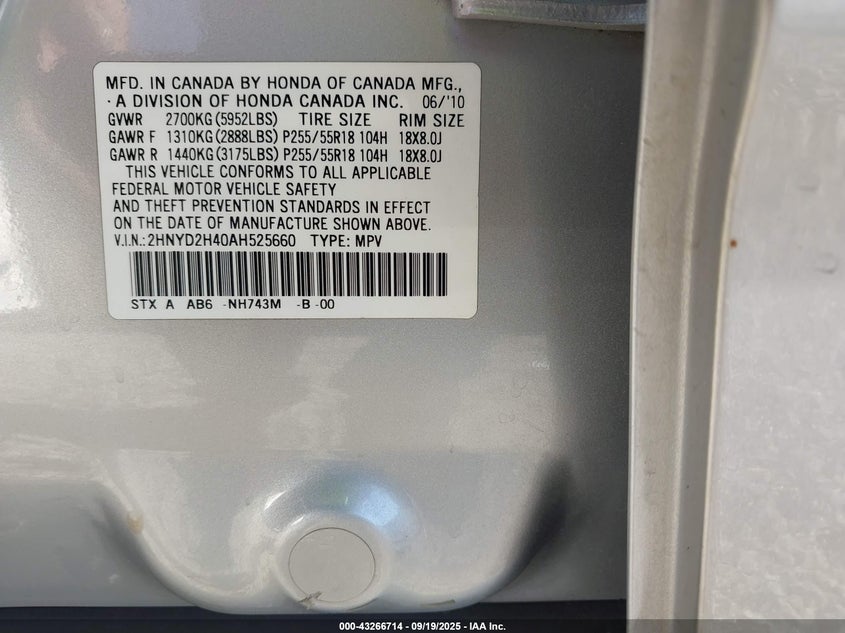 MFD. IN CANADA BY HONDA OF CANADA MFG.,
·A DIVISION OF HONDA CANADA INC. 06/'10
GVWR 2700KG(5952LBS) TIRE SIZE RIM SIZE
GAWR F 1310KG(2888LBS) P255/55R18 104H 18X8.0J
GAWR R 1440KG(3175LBS) P255/55R18 104H 18X8.0J
THIS VEHICLE CONFORMS TO ALL APPLICABLE
FEDERAL MOTOR VEHICLE SAFETY
AND THEFT PREVENTION STANDARDS IN EFFECT
ON THE DATE OF MANUFACTURE SHOWN ABOVE.
V.I.N.:2HNYD2H40AH525660 TYPE: MPV
STX A AB6 -NH743M -B -00
000-43266714 - 09/19/2025 - IAA Inc.